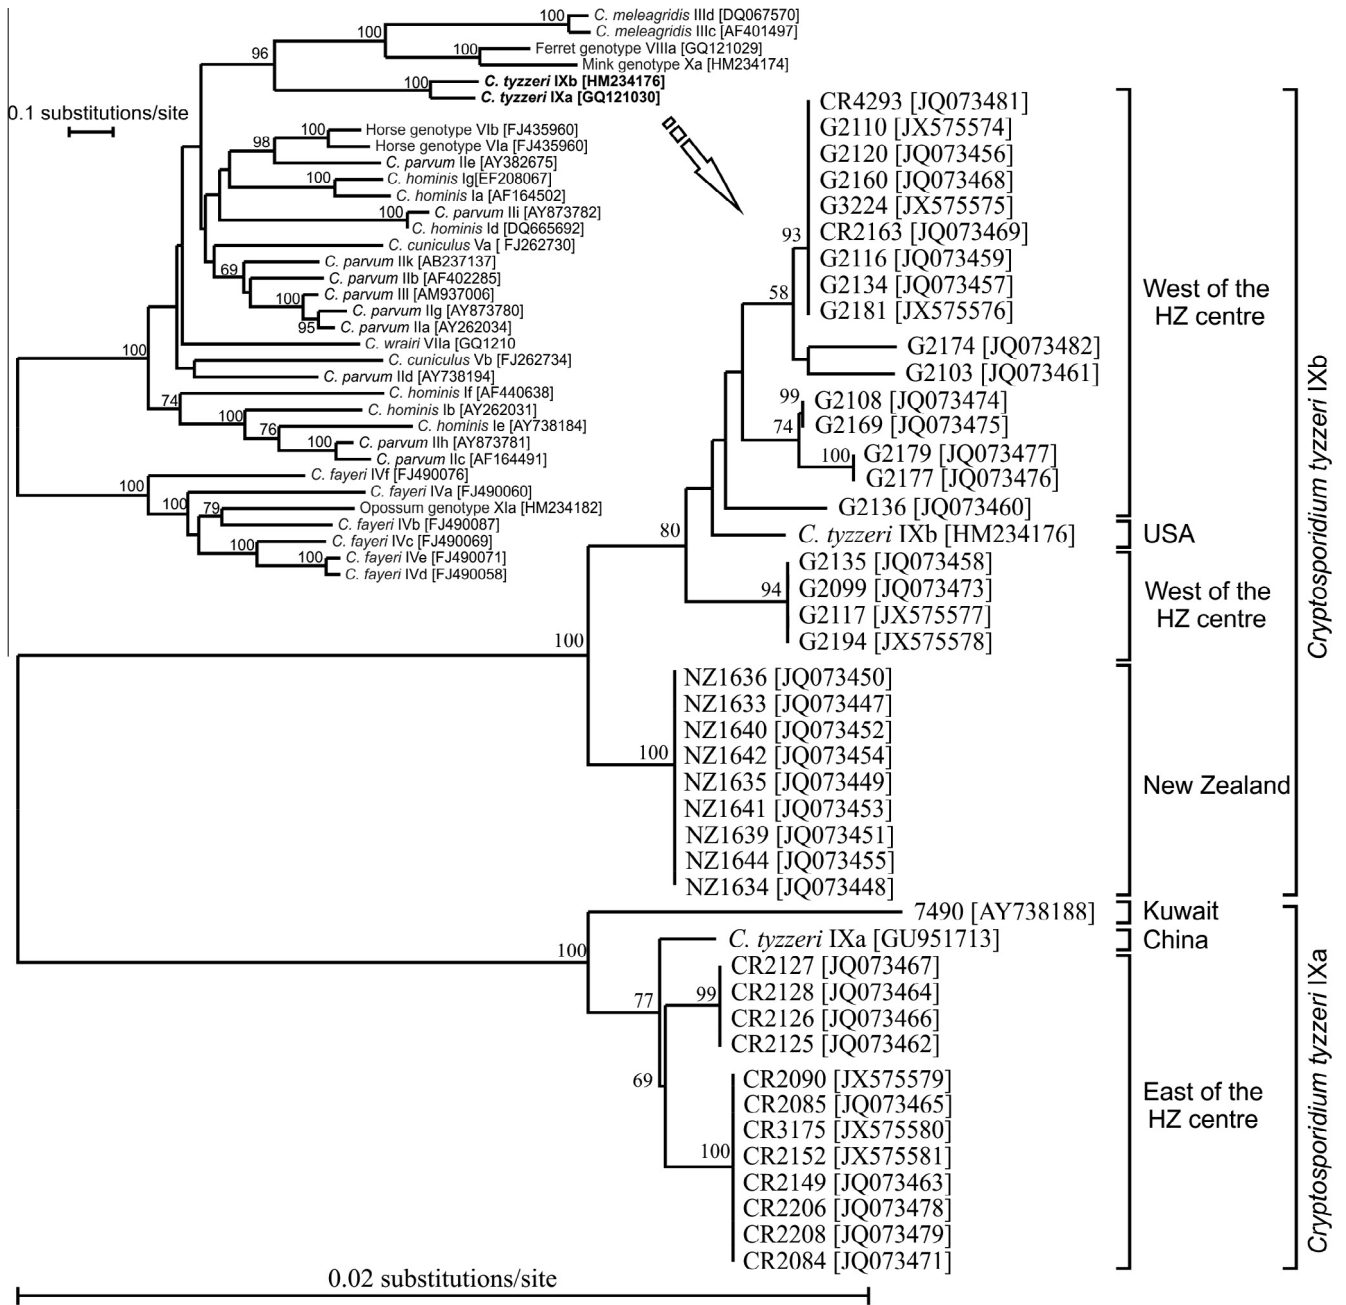 100
C. meleagridis IIId [DQ067570]
C. meleagridis IIIc [AF401497]
100
100
Ferret genotype VIIIa [GQ121029]
Mink genotype Xa [HM234174]
96
100
C. tyzzeri IXb [HM234176]
C. tyzzeri IXa [GQ121030]
0.1 substitutions/site
100
98
Horse genotype VIb [FJ435960]
Horse genotype VIa [FJ435960]
C. parvum IIe [AY382675]
100
C. hominis Ig[EF208067]
C. hominis Ia [AF164502]
100
C. parvum IIi [AY873782]
C. hominis Id [DQ665692]
C. cuniculus Va [ FJ262730]
69
C. parvum IIk [AB237137]
C. parvum IIb [AF402285]
100
C. parvum III [AM937006]
C. parvum IIg [AY873780]
95
C. parvum IIa [AY262034]
C. wrairi VIIa [GQ1210
100
C. cuniculus Vb [FJ262734]
C. parvum IId [AY738194]
74
C. hominis If [AF440638]
100
C. hominis Ib [AY262031]
76
C. hominis Ie [AY738184]
100
C. parvum IIh [AY873781]
C. parvum IIc [AF164491]
100
C. fayeri IVf [FJ490076]
100
C. fayeri IVa [FJ490060]
79
Opossum genotype XIa [HM234182]
C. fayeri IVb [FJ490087]
100
C. fayeri IVc [FJ490069]
100
C. fayeri IVe [FJ490071]
C. fayeri IVd [FJ490058]
93
CR4293 [JQ073481]
G2110 [JX575574]
G2120 [JQ073456]
G2160 [JQ073468]
G3224 [JX575575]
CR2163 [JQ073469]
G2116 [JQ073459]
G2134 [JQ073457]
G2181 [JX575576]
58
G2174 [JQ073482]
G2103 [JQ073461]
99
G2108 [JQ073474]
74
G2169 [JQ073475]
100
G2179 [JQ073477]
G2177 [JQ073476]
G2136 [JQ073460]
West of the
HZ centre
80
C. tyzzeri IXb [HM234176]
USA
94
G2135 [JQ073458]
G2099 [JQ073473]
G2117 [JX575577]
G2194 [JX575578]
West of the
HZ centre
100
100
NZ1636 [JQ073450]
NZ1633 [JQ073447]
NZ1640 [JQ073452]
NZ1642 [JQ073454]
NZ1635 [JQ073449]
NZ1641 [JQ073453]
NZ1639 [JQ073451]
NZ1644 [JQ073455]
NZ1634 [JQ073448]
New Zealand
Cryptosporidium tyzzeri IXb
7490 [AY738188]
Kuwait
100
C. tyzzeri IXa [GU951713]
China
77
99
CR2127 [JQ073467]
CR2128 [JQ073464]
CR2126 [JQ073466]
CR2125 [JQ073462]
69
100
CR2090 [JX575579]
CR2085 [JQ073465]
CR3175 [JX575580]
CR2152 [JX575581]
CR2149 [JQ073463]
CR2206 [JQ073478]
CR2208 [JQ073479]
CR2084 [JQ073471]
East of the
HZ centre
Cryptosporidium tyzzeri IXa
0.02 substitutions/site